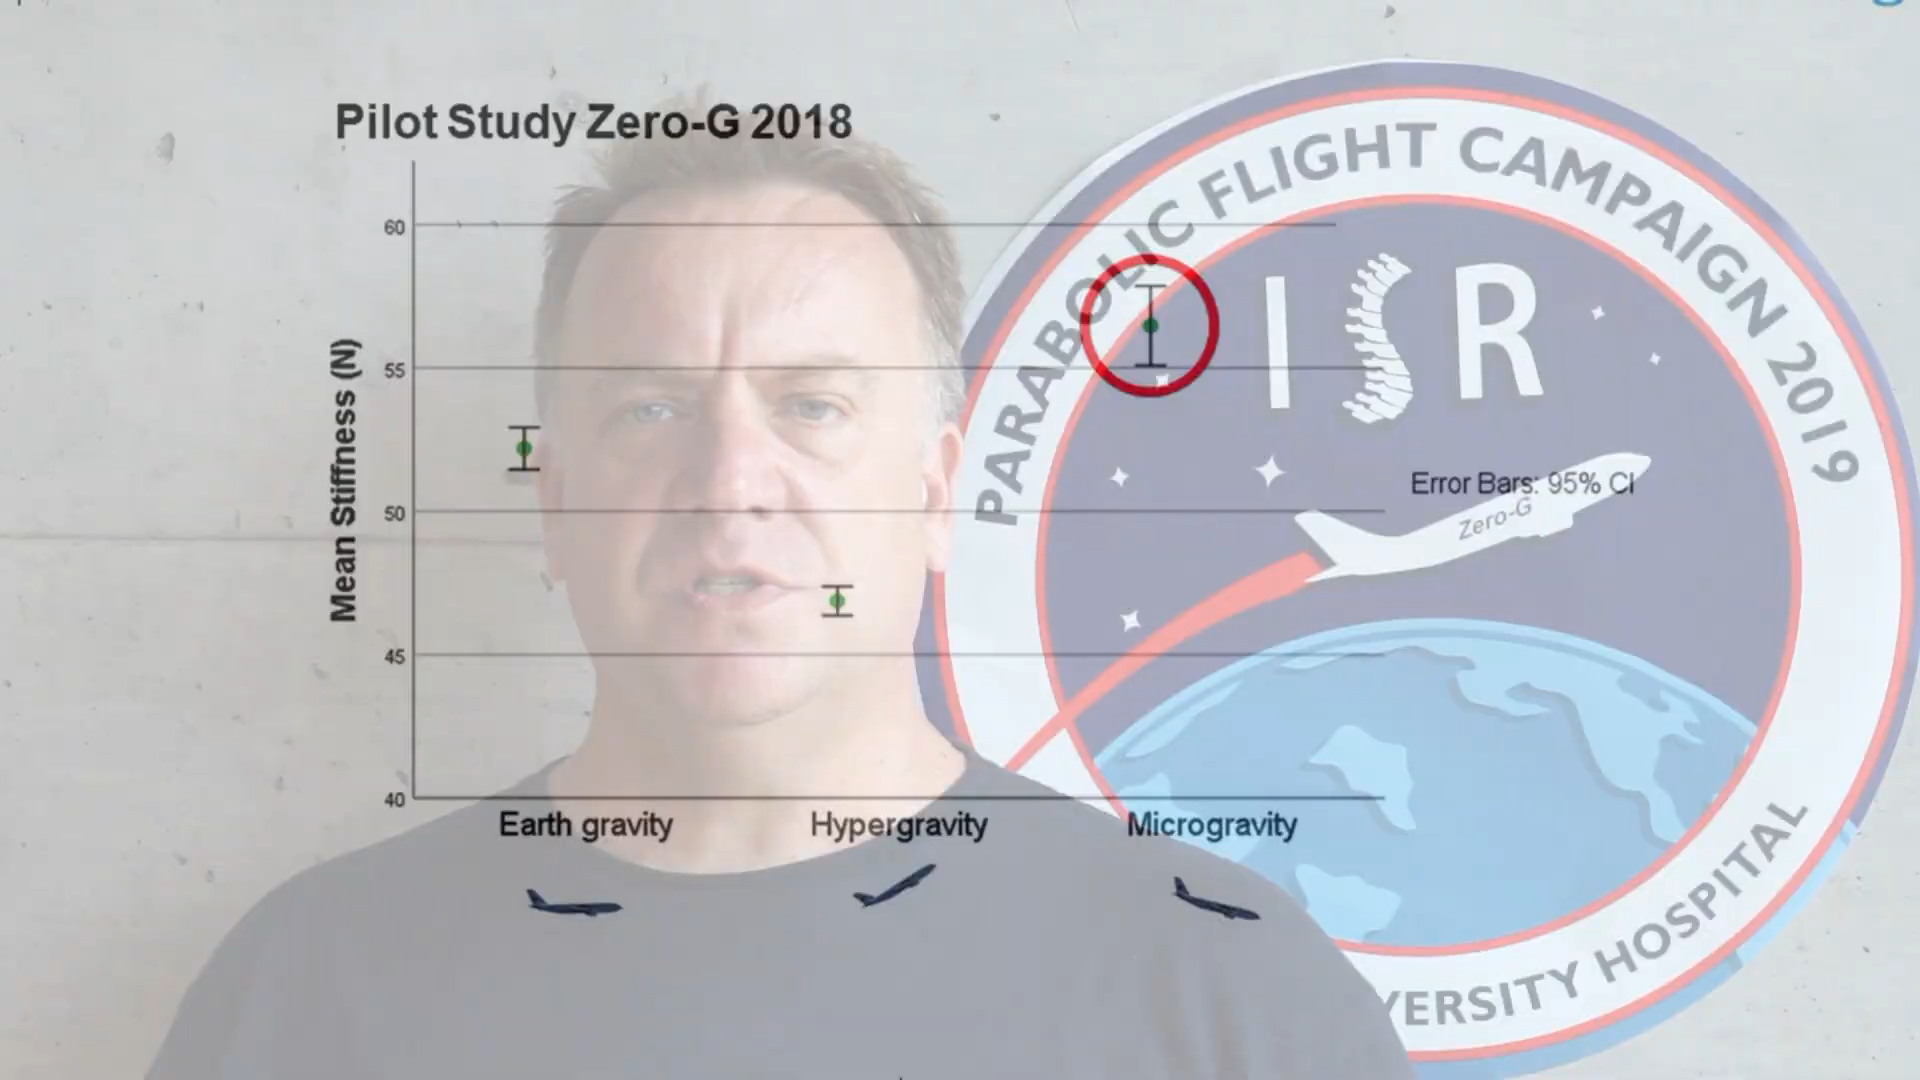 Pilot Study Zero-G 2018
60
55
50
45
40
Mean Stiffness (N)
Earth gravity
Hypergravity
Microgravity
Error Bars: 95% CI
PARABOLIC FLIGHT CAMPAIGN 2019
ISR
Zero-G
HOSPITAL